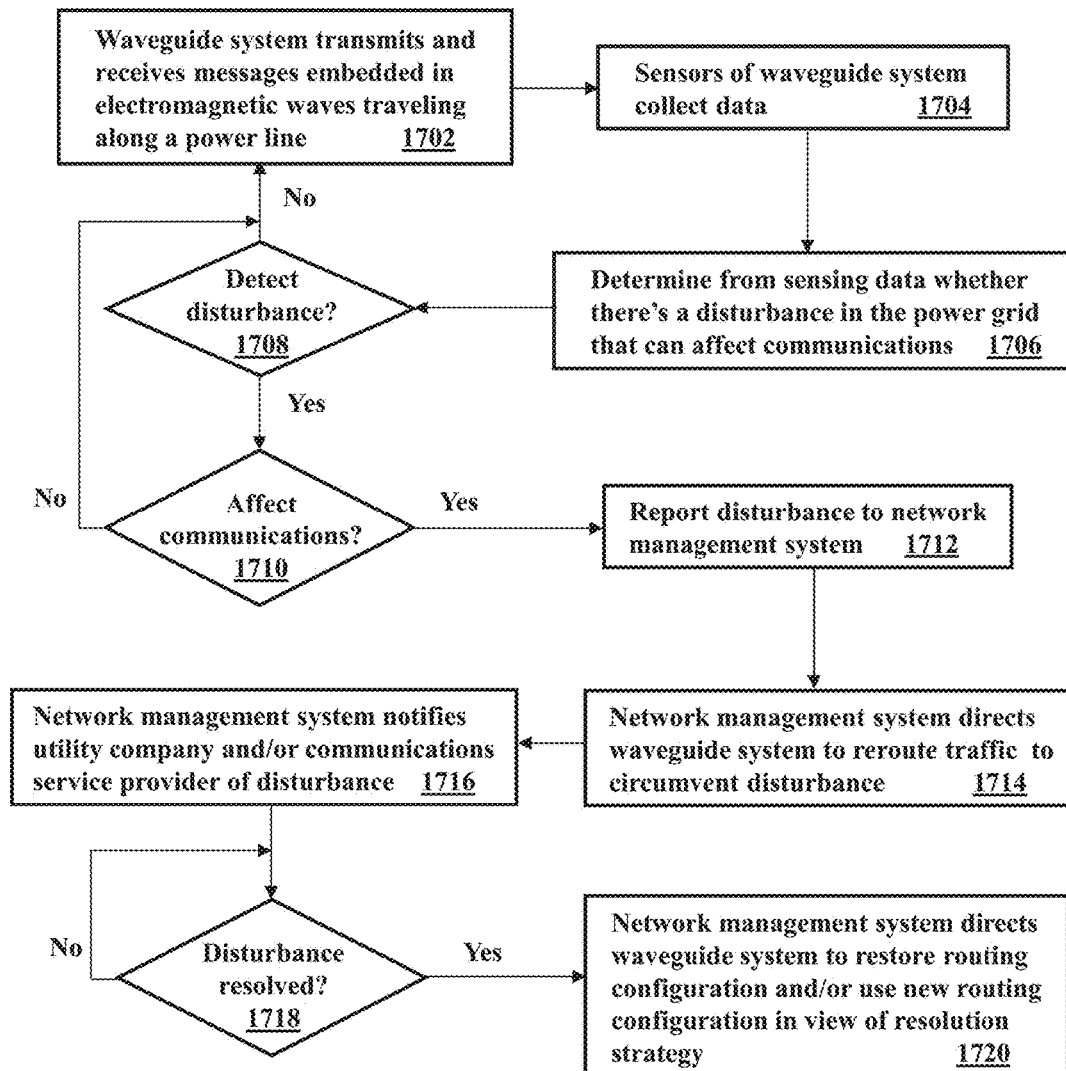 Waveguide system transmits and
receives messages embedded in
electromagnetic waves traveling
along a power line 1702
Sensors of waveguide system
collect data 1704
No
Detect
disturbance?
1708
Determine from sensing data whether
there's a disturbance in the power grid
that can affect communications 1706
Yes
No
Affect
communications?
1710
Yes
Report disturbance to network
management system 1712
Network management system notifies
utility company and/or communications
service provider of disturbance 1716
Network management system directs
waveguide system to reroute traffic to
circumvent disturbance 1714
No
Disturbance
resolved?
1718
Yes
Network management system directs
waveguide system to restore routing
configuration and/or use new routing
configuration in view of resolution
strategy 1720